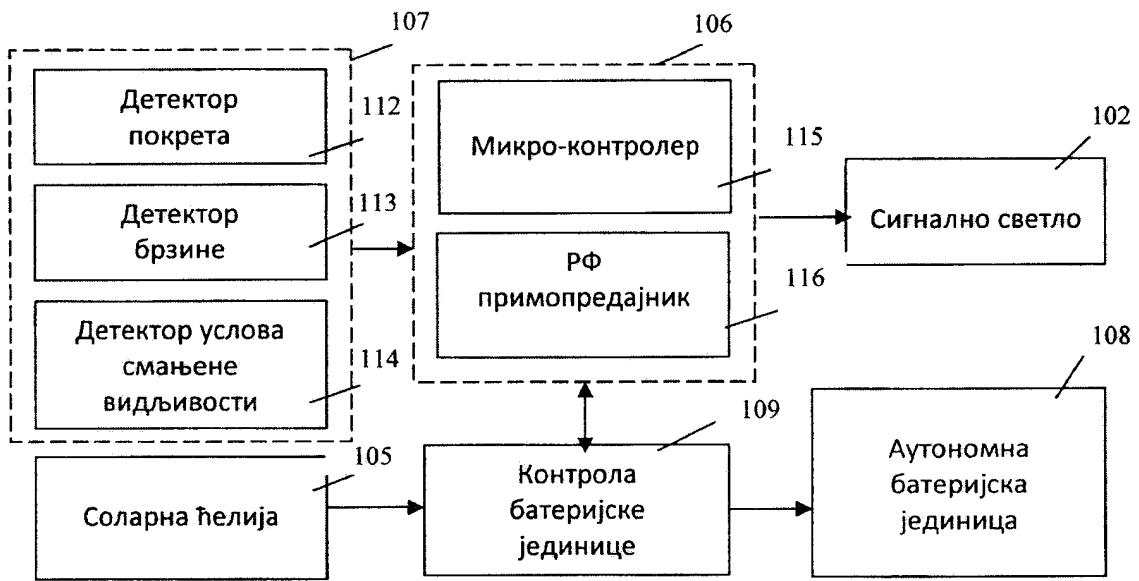 107
Детектор
покрета
112
Детектор
брзине
113
Детектор услова
смањене
видљивости
114
106
Микро-контролер
115
РФ
примопредајник
116
102
Сигнално светло
105
Соларна ћелија
109
Контрола
батеријске
јединице
108
Аутономна
батеријска
јединица